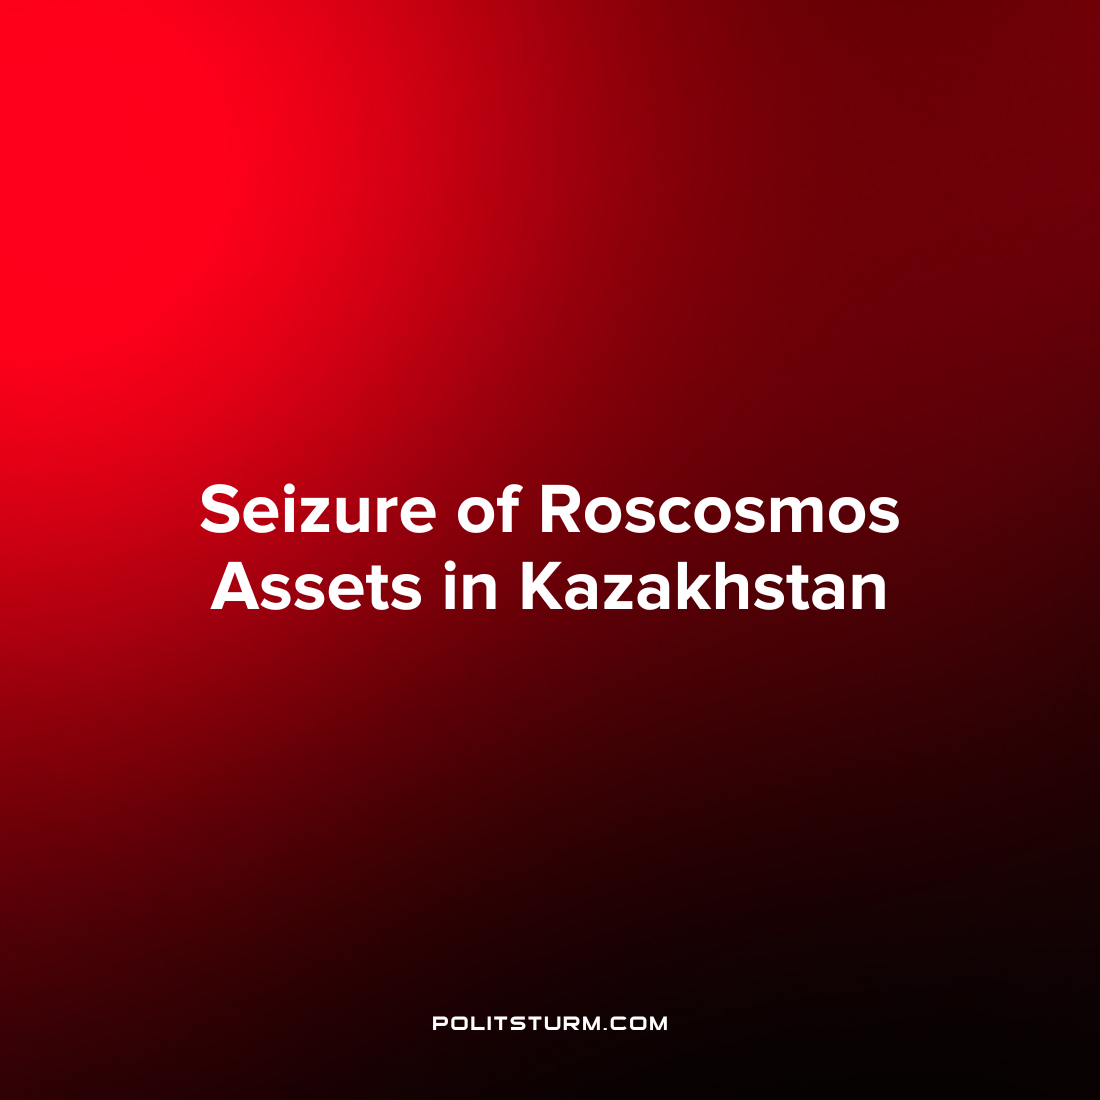 Seizure of Roscosmos
Assets in Kazakhstan
POLITSTURM.COM